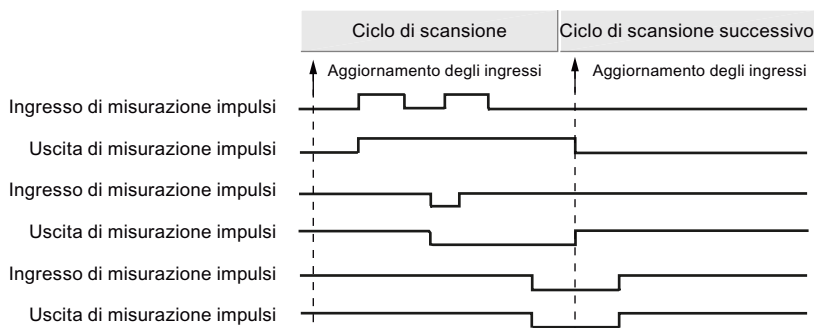 Ciclo di scansione
Ciclo di scansione successivo
Aggiornamento degli ingressi
Aggiornamento degli ingressi
Ingresso di misurazione impulsi
Uscita di misurazione impulsi
Ingresso di misurazione impulsi
Uscita di misurazione impulsi
Ingresso di misurazione impulsi
Uscita di misurazione impulsi